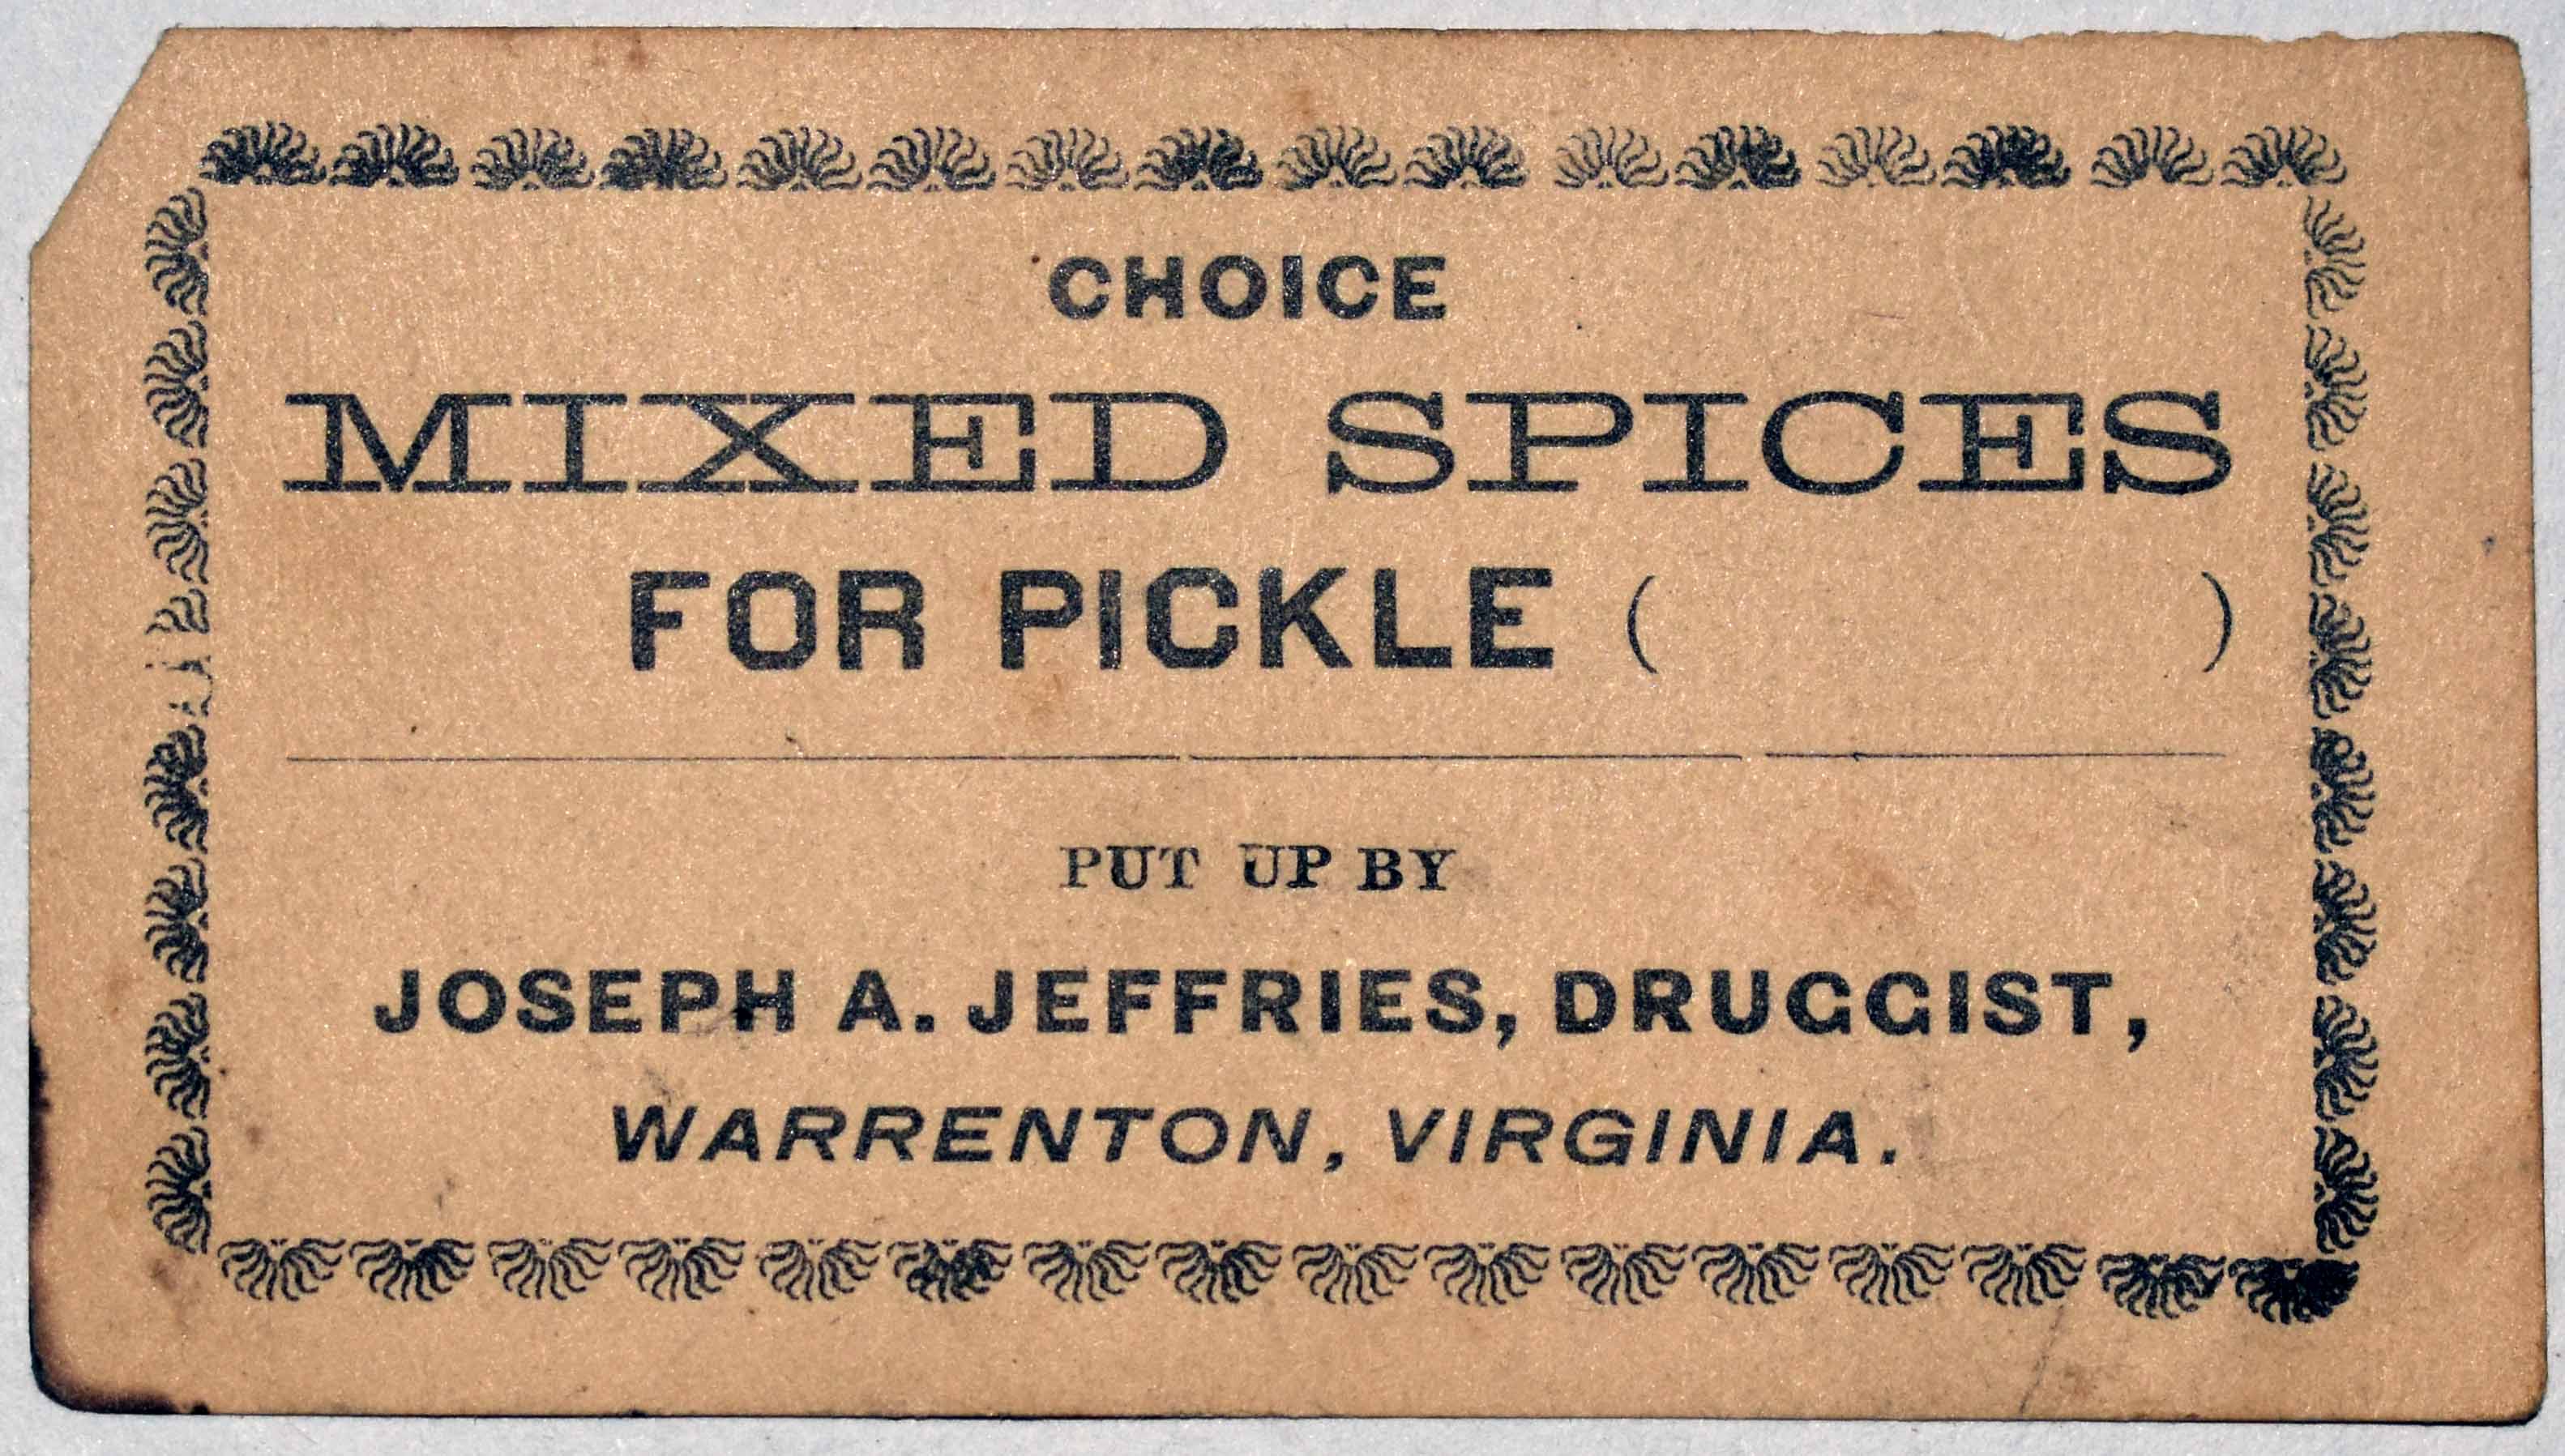 CHOICE
MIXED SPICES
FOR PICKLE (                    )
PUT UP BY
JOSEPH A. JEFFRIES, DRUGGIST,
WARRENTON, VIRGINIA.